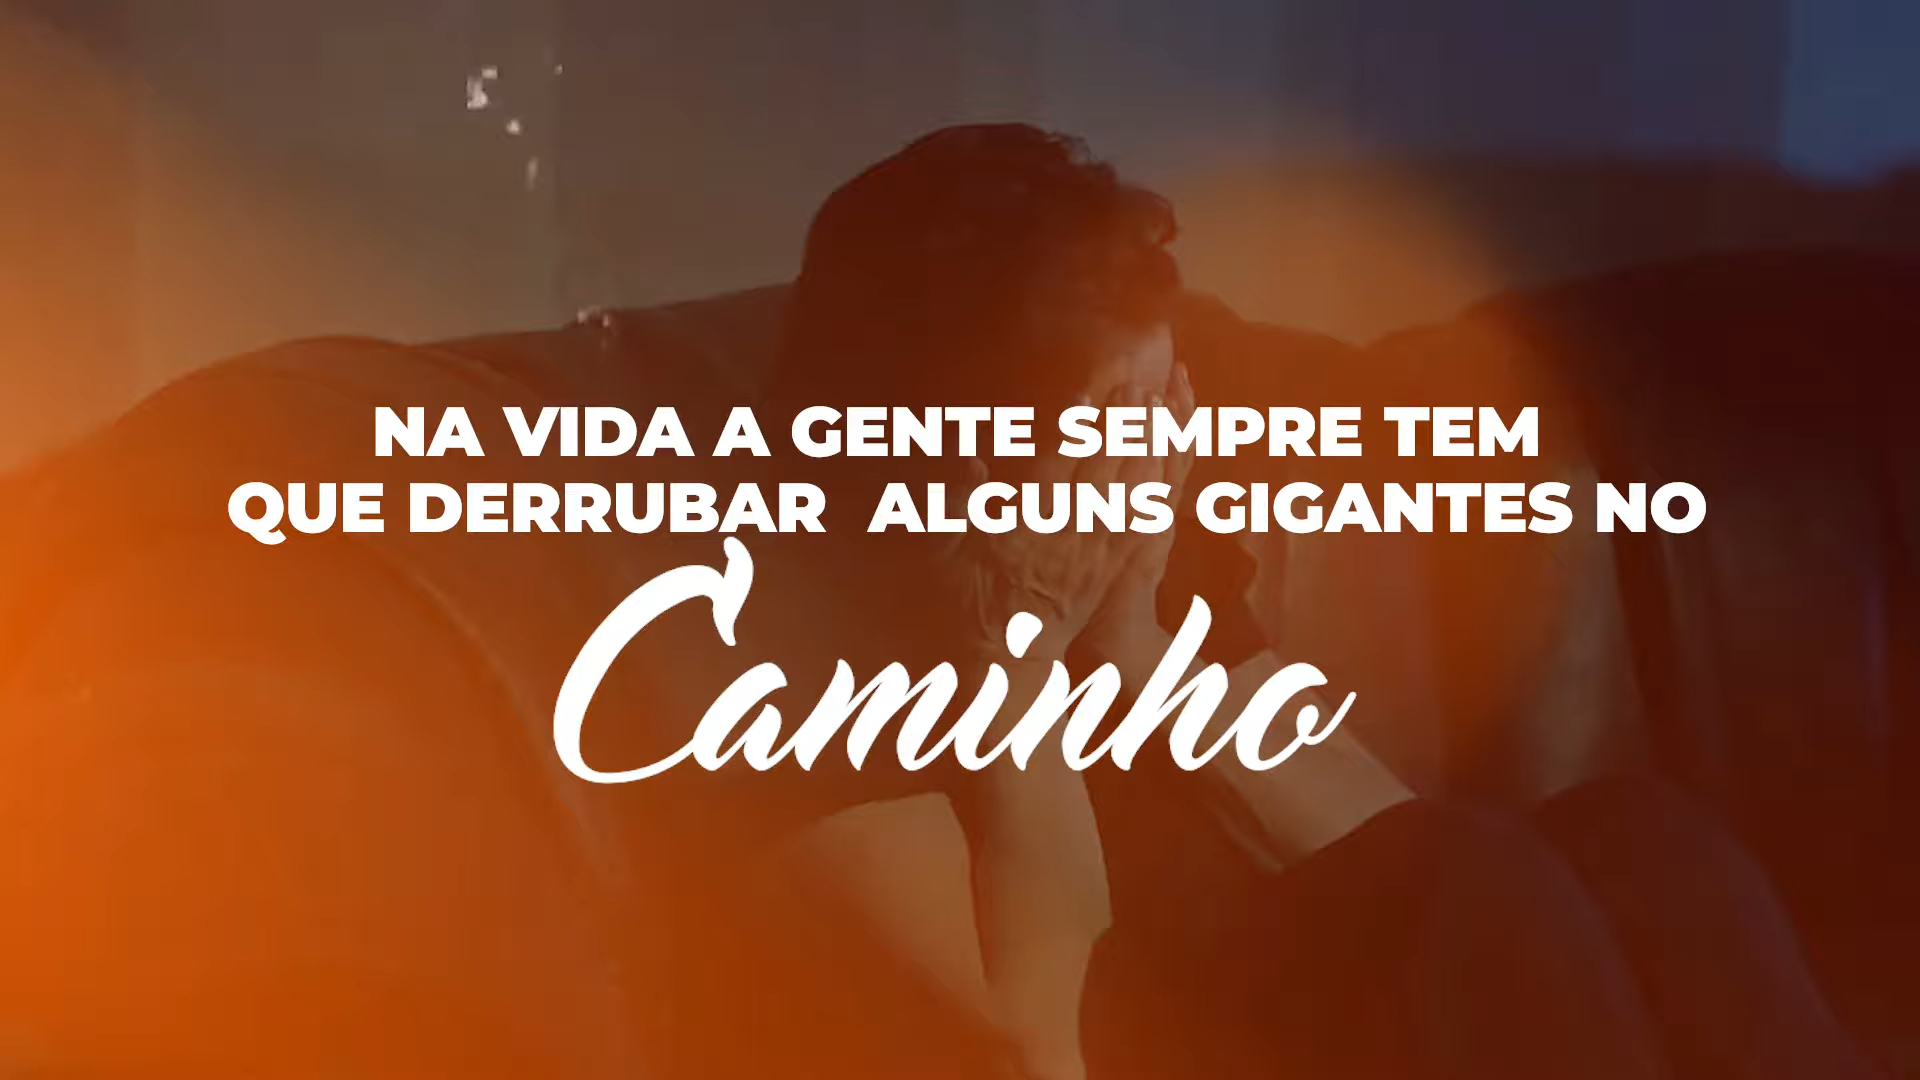 NA VIDA A GENTE SEMPRE TEM
QUE DERRUBAR ALGUNS GIGANTES NO
Caminho